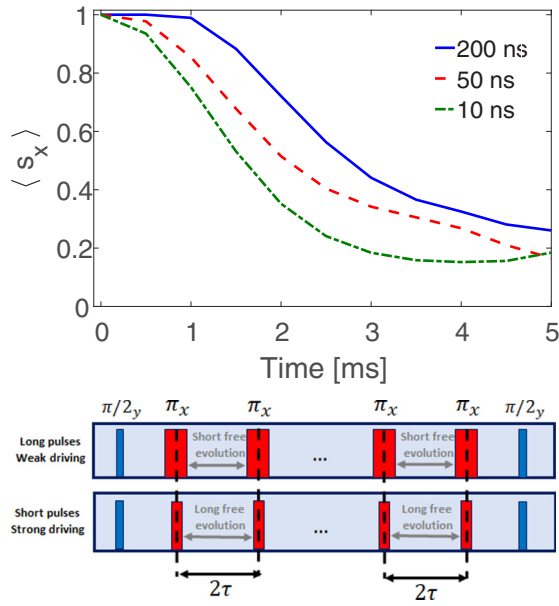 1
0.8
0.6
0.4
0.2
0
⟨ s_x ⟩
200 ns
50 ns
10 ns
0 1 2 3 4 5
Time [ms]
π/2_y π_x π_x π_x π_x π/2_y
Long pulses
Weak driving
Short free
evolution
...
Short free
evolution
Short pulses
Strong driving
Long free
evolution
...
Long free
evolution
2τ 2τ